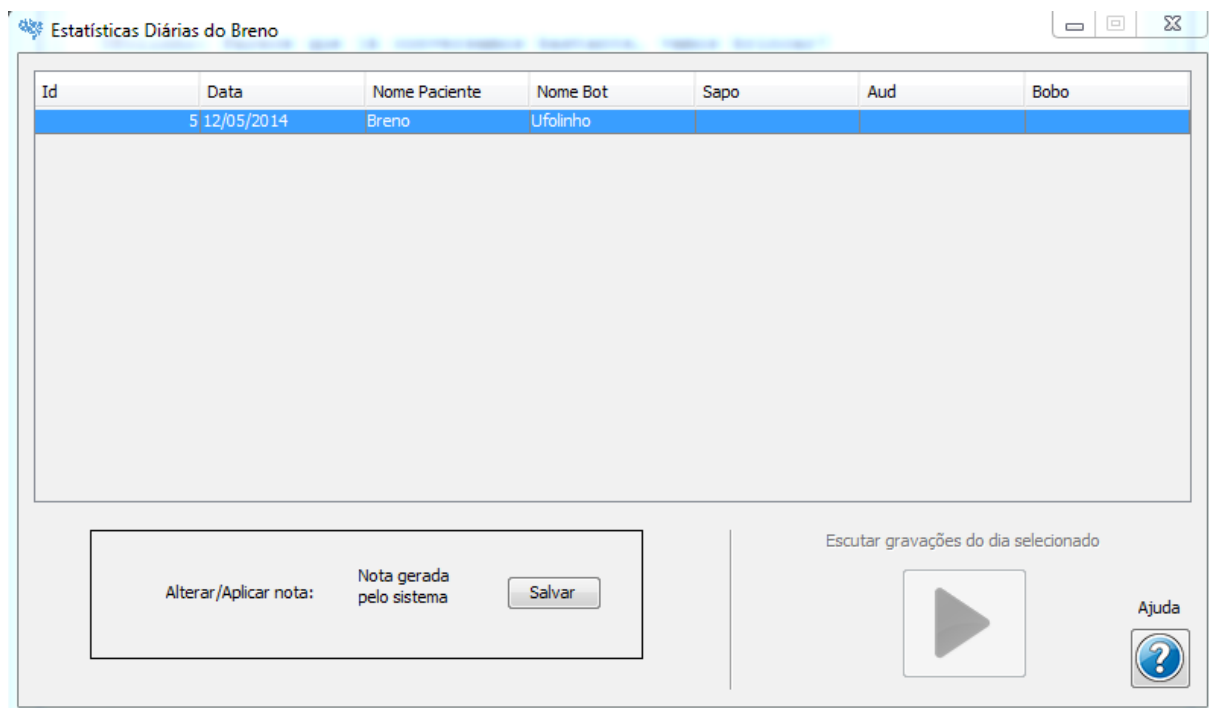 Estatísticas Diárias do Breno
Id Data Nome Paciente Nome Bot Sapo Aud Bobo
5 12/05/2014 Breno Ufolinho
Escutar gravações do dia selecionado
Alterar/Aplicar nota: Nota gerada
pelo sistema
Salvar
Ajuda